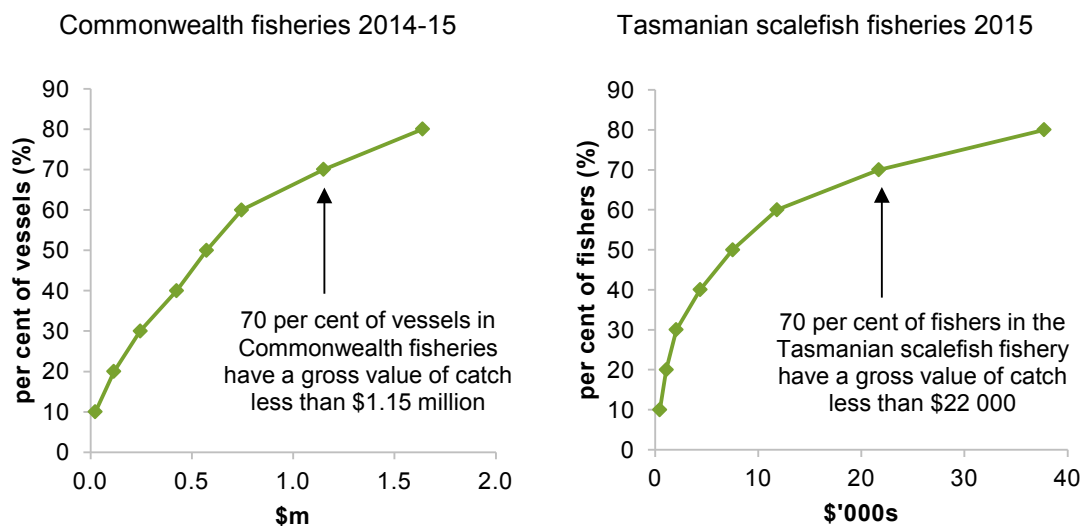 Commonwealth fisheries 2014-15
per cent of vessels (%)
90
80
70
60
50
40
30
20
10
0
70 per cent of vessels in
Commonwealth fisheries
have a gross value of catch
less than $1.15 million
0.0 0.5 1.0 1.5 2.0
$m
Tasmanian scalefish fisheries 2015
per cent of fishers (%)
90
80
70
60
50
40
30
20
10
0
70 per cent of fishers in the
Tasmanian scalefish fishery
have a gross value of catch
less than $22 000
0 10 20 30 40
$'000s